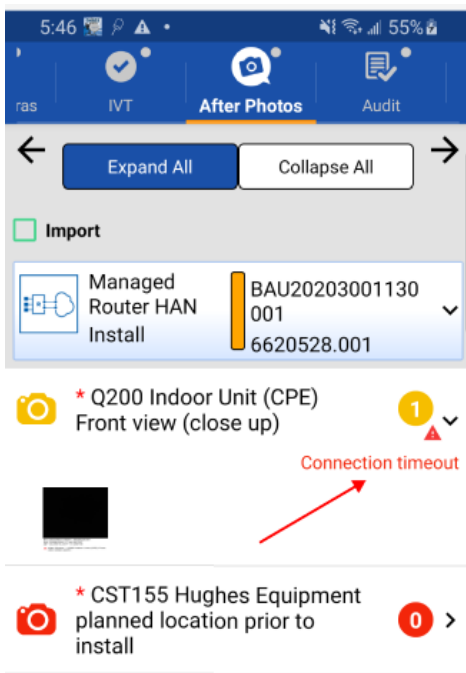 5:46 55%
ras IVT After Photos Audit
Expand All Collapse All
Import
Managed
Router HAN
Install
BAU20203001130
001
6620528.001
* Q200 Indoor Unit (CPE)
Front view (close up)
1
Connection timeout
* CST155 Hughes Equipment
planned location prior to
install
0